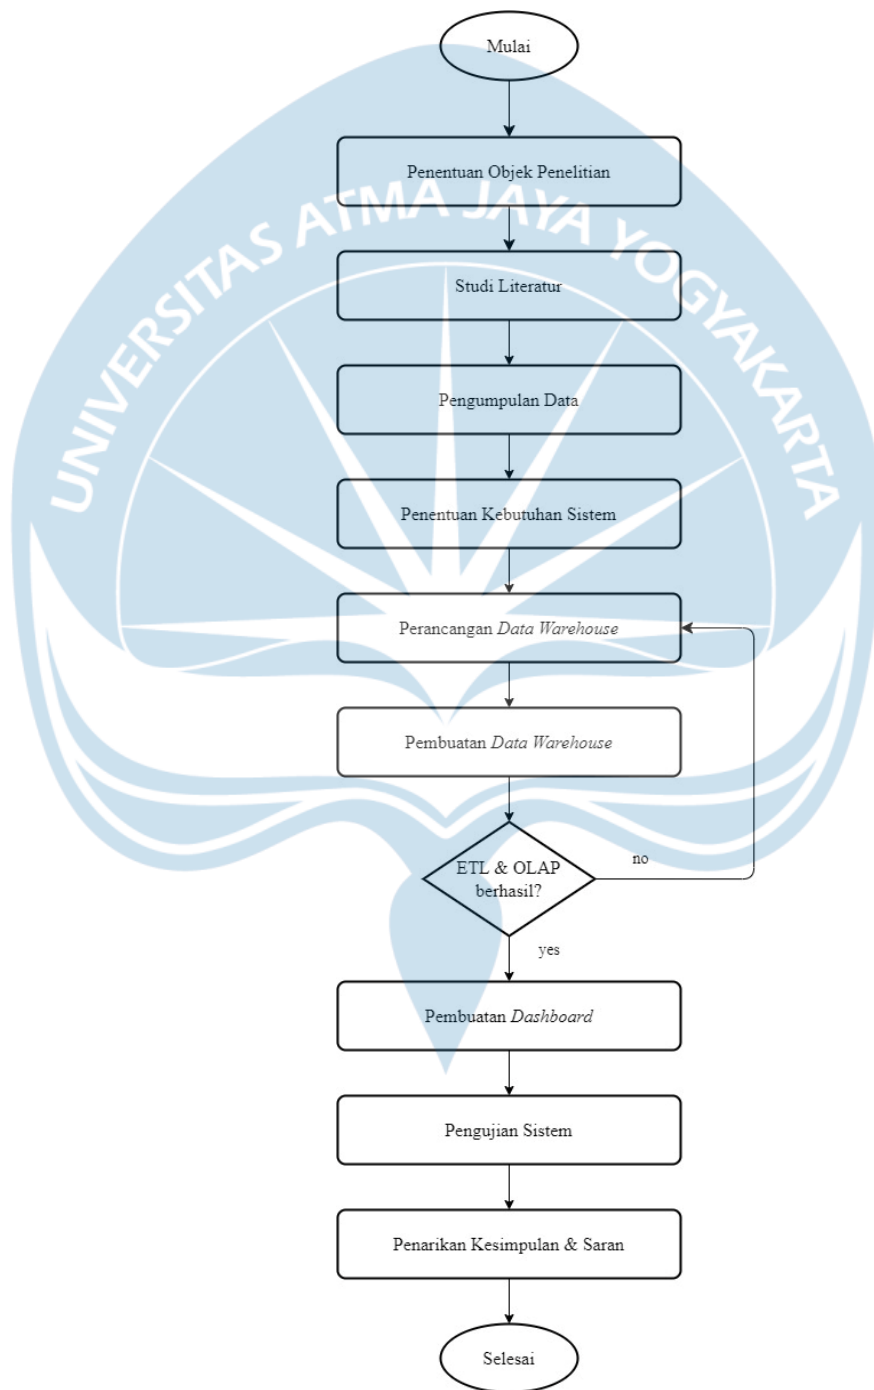 Mulai
Penentuan Objek Penelitian
UNIVERSITAS ATMA JAYA YOGYAKARTA
Studi Literatur
Pengumpulan Data
Penentuan Kebutuhan Sistem
Perancangan Data Warehouse
Pembuatan Data Warehouse
ETL & OLAP
berhasil?
no
yes
Pembuatan Dashboard
Pengujian Sistem
Penarikan Kesimpulan & Saran
Selesai